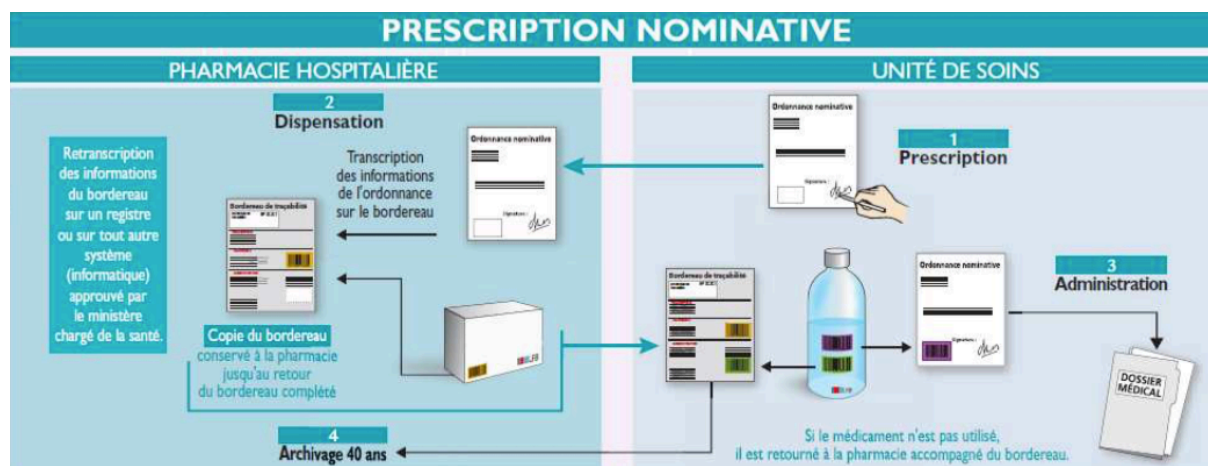 PRESCRIPTION NOMINATIVE
PHARMACIE HOSPITALIÈRE
UNITÉ DE SOINS
2
Dispensation
Retranscription
des informations
du bordereau
sur un registre
ou sur tout autre
système
(informatique)
approuvé par
le ministère
chargé de la santé.
Transcription
des informations
de l'ordonnance
sur le bordereau
Ordonnance nominative
Signature :
Bordereau de traçabilité
Copie du bordereau
conservé à la pharmacie
jusqu'au retour
du bordereau complété
LFB
4
Archivage 40 ans
Ordonnance nominative
Signature :
1
Prescription
Bordereau de traçabilité
Ordonnance nominative
Signature :
3
Administration
DOSSIER
MÉDICAL
Si le médicament n'est pas utilisé,
il est retourné à la pharmacie accompagné du bordereau.